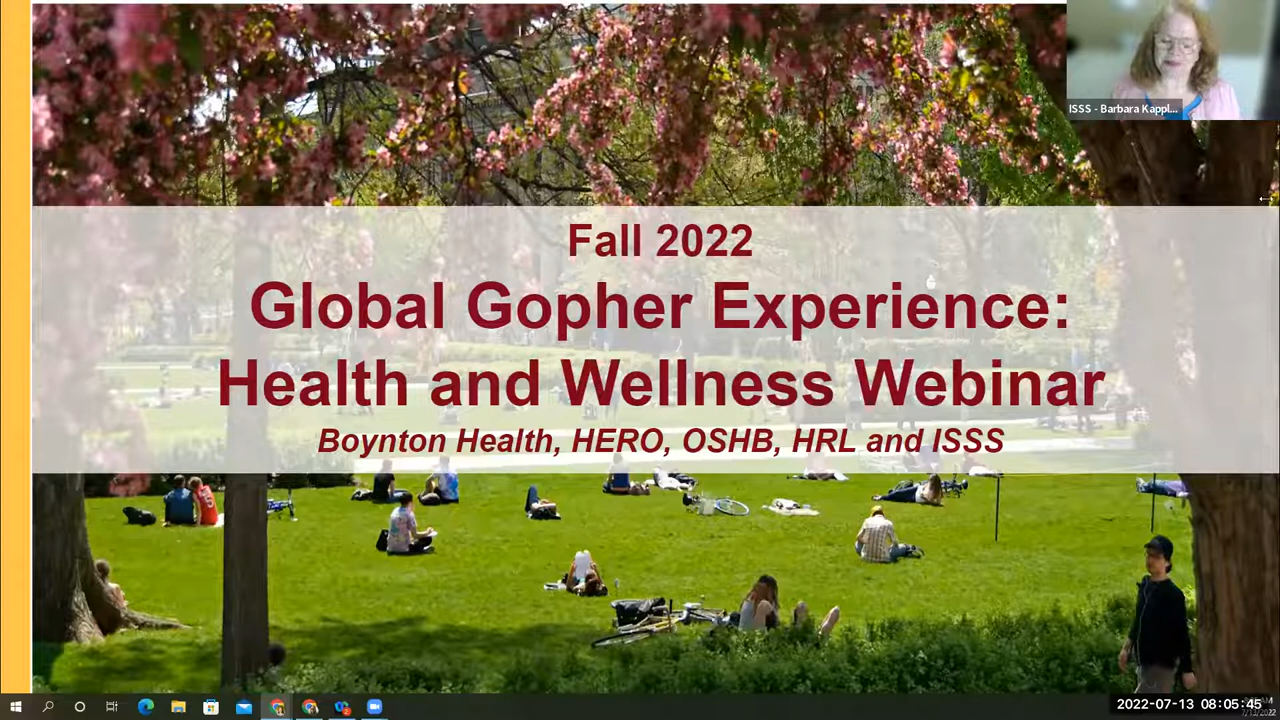 ISSS - Barbara Kappl...
Fall 2022
Global Gopher Experience:
Health and Wellness Webinar
Boynton Health, HERO, OSHB, HRL and ISSS
2022-07-13 08:05:45